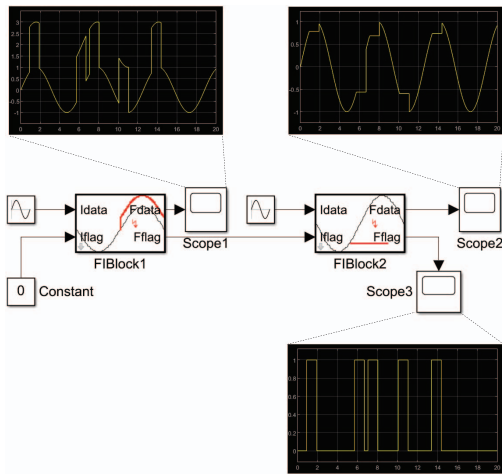 3
2.5
2
1.5
1
0.5
0
-0.5
-1
0 2 4 6 8 10 12 14 16 18 20
1
0.5
0
-0.5
-1
0 2 4 6 8 10 12 14 16 18 20
Idata Fdata
Iflag Fflag
FIBlock1
Scope1
0 Constant
Idata Fdata
Iflag Fflag
FIBlock2
Scope2
Scope3
1
0.8
0.6
0.4
0.2
0
0 2 4 6 8 10 12 14 16 18 20